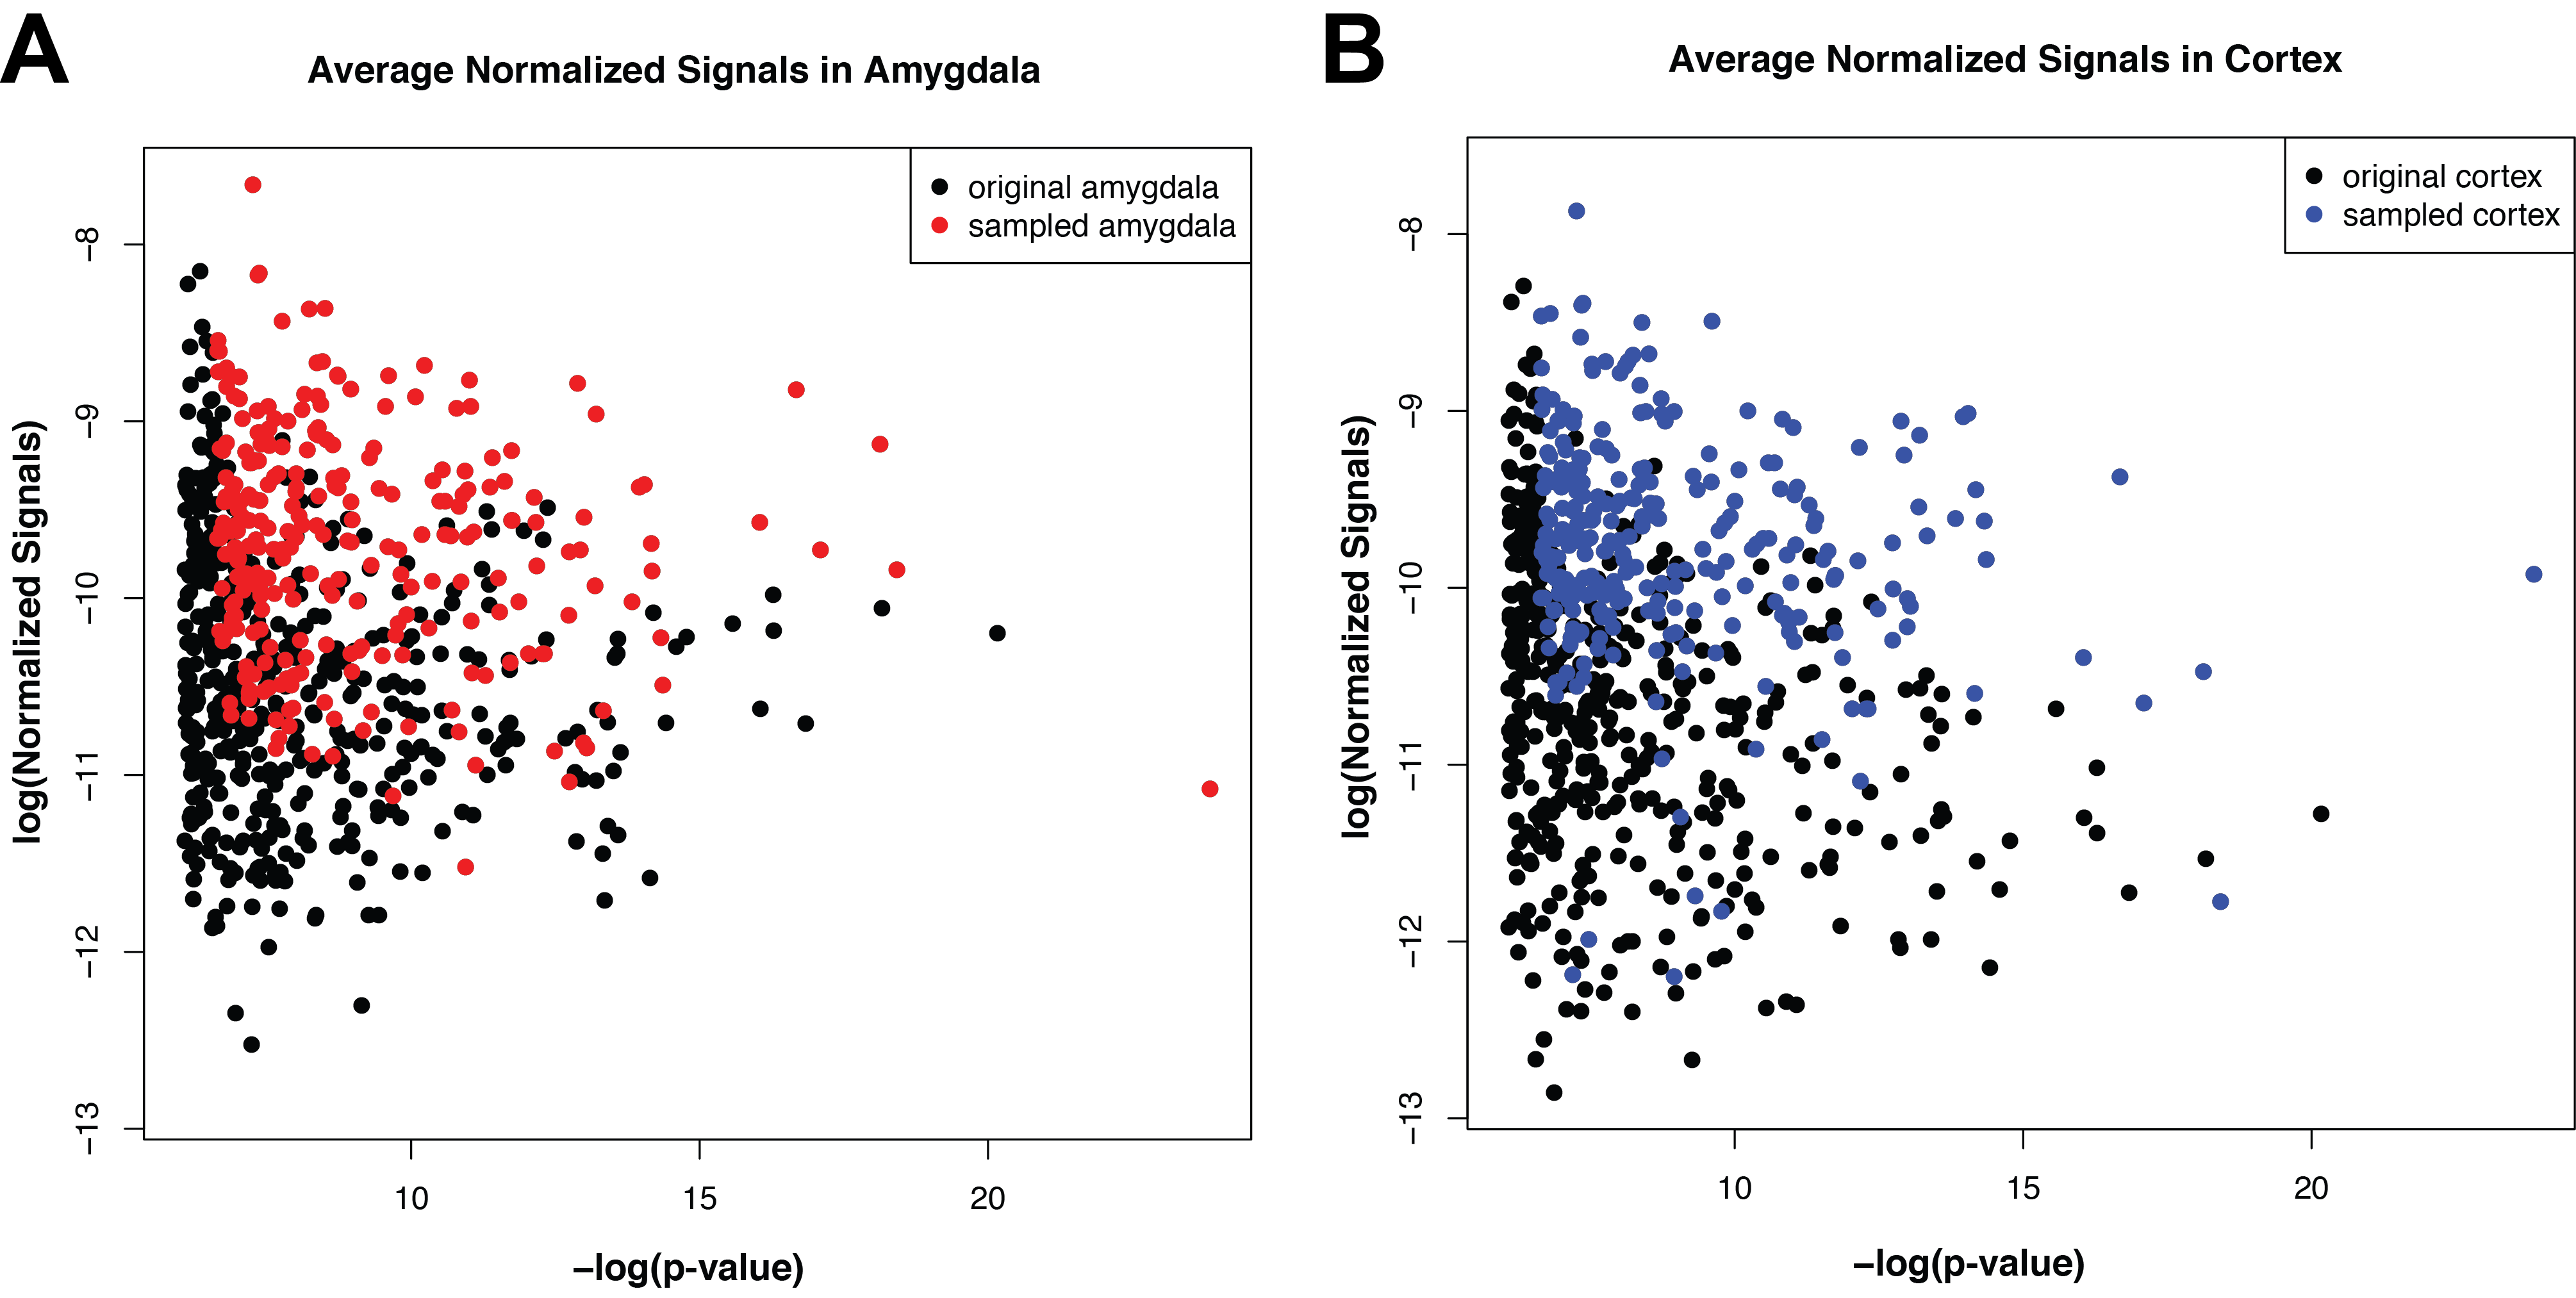 A
Average Normalized Signals in Amygdala
original amygdala
sampled amygdala
log(Normalized Signals)
−8
−9
−10
−11
−12
−13
10
15
20
−log(p-value)
B
Average Normalized Signals in Cortex
original cortex
sampled cortex
log(Normalized Signals)
−8
−9
−10
−11
−12
−13
10
15
20
−log(p-value)